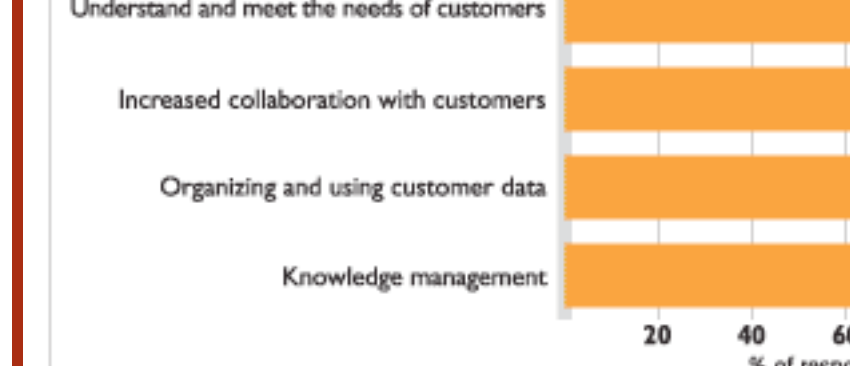 Understand and meet the needs of customers
Increased collaboration with customers
Organizing and using customer data
Knowledge management
20 40
% of